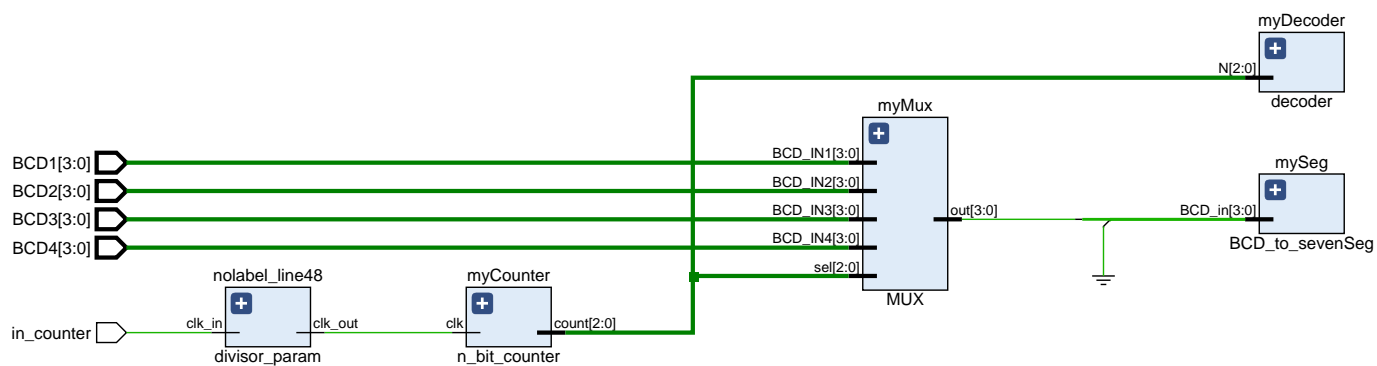 myDecoder
N[2:0]
decoder
myMux
BCD1[3:0]
BCD_IN1[3:0]
BCD2[3:0]
BCD_IN2[3:0]
BCD3[3:0]
BCD_IN3[3:0]
BCD4[3:0]
BCD_IN4[3:0]
sel[2:0]
out[3:0]
MUX
mySeg
BCD_in[3:0]
BCD_to_sevenSeg
nolabel_line48
myCounter
in_counter
clk_in
clk_out
clk
count[2:0]
divisor_param
n_bit_counter